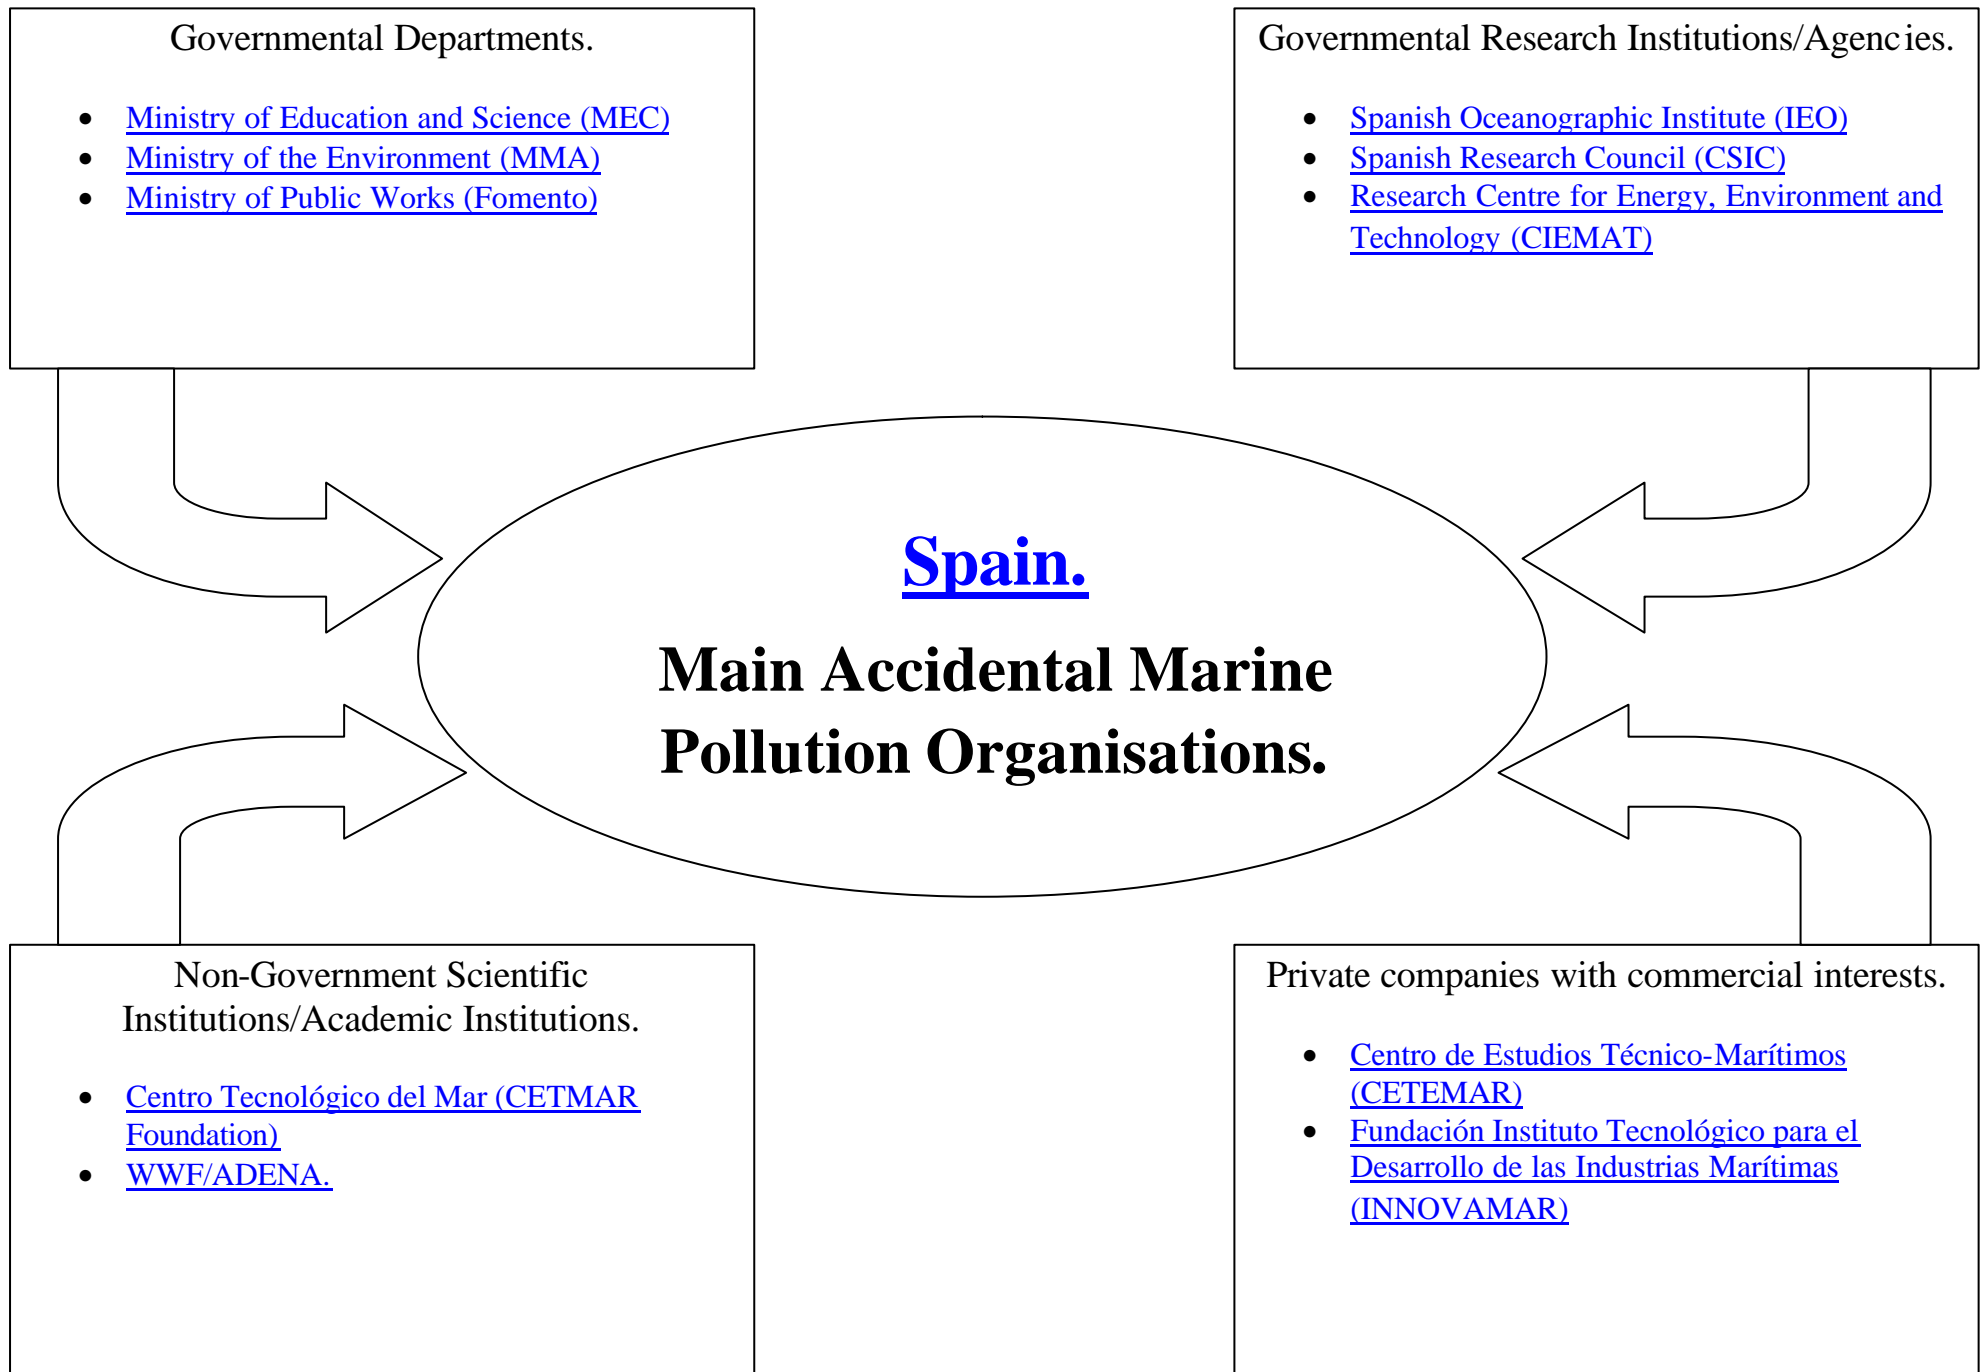 Governmental Departments.
• Ministry of Education and Science (MEC)
• Ministry of the Environment (MMA)
• Ministry of Public Works (Fomento)
Governmental Research Institutions/Agencies.
• Spanish Oceanographic Institute (IEO)
• Spanish Research Council (CSIC)
• Research Centre for Energy, Environment and
Technology (CIEMAT)
Spain.
Main Accidental Marine
Pollution Organisations.
Non-Government Scientific
Institutions/Academic Institutions.
• Centro Tecnológico del Mar (CETMAR
Foundation)
• WWF/ADENA.
Private companies with commercial interests.
• Centro de Estudios Técnico-Marítimos
(CETEMAR)
• Fundación Instituto Tecnológico para el
Desarrollo de las Industrias Marítimas
(INNOVAMAR)